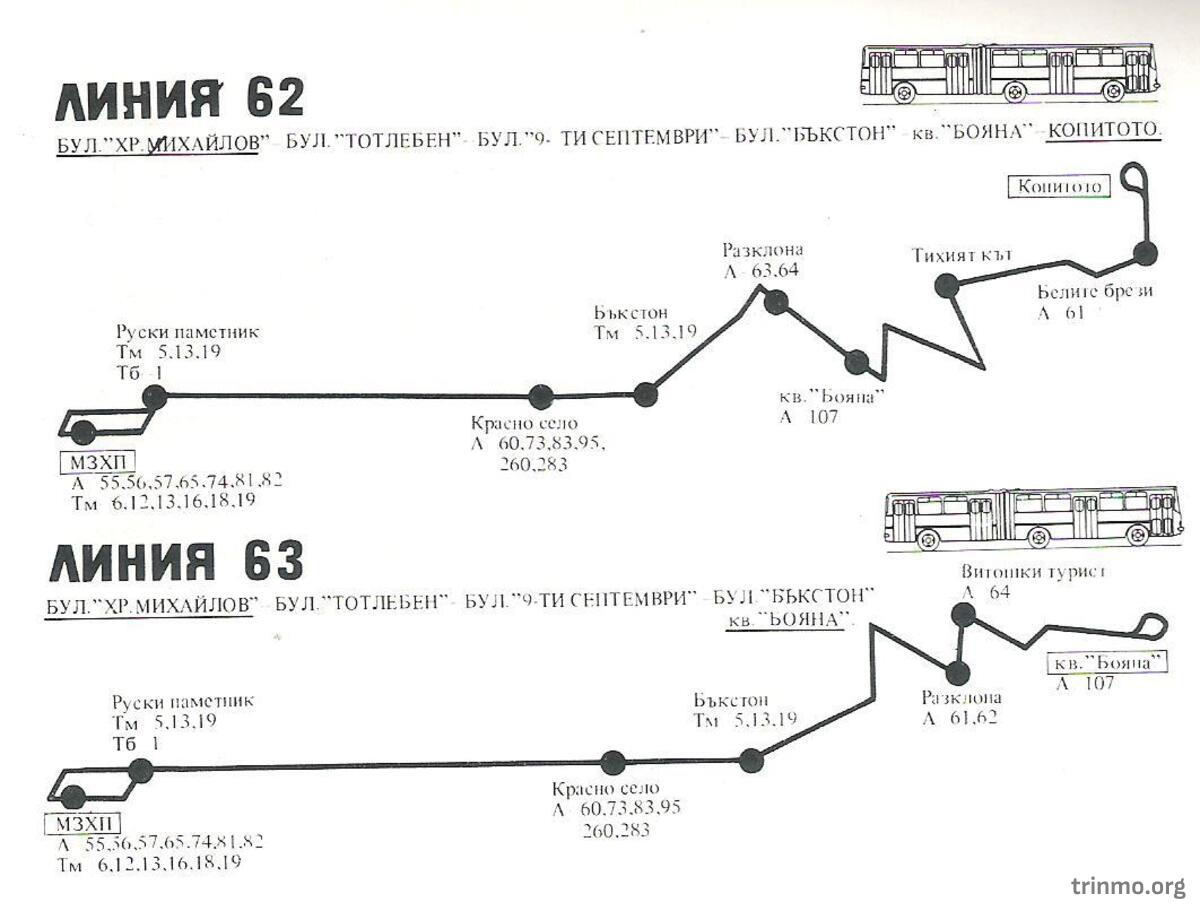 ЛИНИЯ 62
БУЛ."ХР.МИХАЙЛОВ" – БУЛ."ТОТЛЕБЕН" – БУЛ."9- ТИ СЕПТЕМВРИ" – БУЛ."БЪКСТОН" – кв."БОЯНА" – КОПИТОТО.
Копитото
Разклона
А 63,64
Тихият кът
Белите брези
А 61
Бъкстон
Тм 5,13,19
Руски паметник
Тм 5,13,19
Тб 1
кв."Бояна"
А 107
Красно село
А 60,73,83,95,
260,283
МЗХП
А 55,56,57,65,74,81,82
Тм 6,12,13,16,18,19
ЛИНИЯ 63
БУЛ."ХР.МИХАЙЛОВ" – БУЛ."ТОТЛЕБЕН" – БУЛ."9-ТИ СЕПТЕМВРИ" – БУЛ."БЪКСТОН"
кв."БОЯНА".
Витошки турист
А 64
кв."Бояна"
А 107
Разклона
А 61,62
Бъкстон
Тм 5,13,19
Руски паметник
Тм 5,13,19
Тб 1
Красно село
А 60,73,83,95
260,283
МЗХП
А 55,56,57,65,74,81,82
Тм 6,12,13,16,18,19
trinmo.org